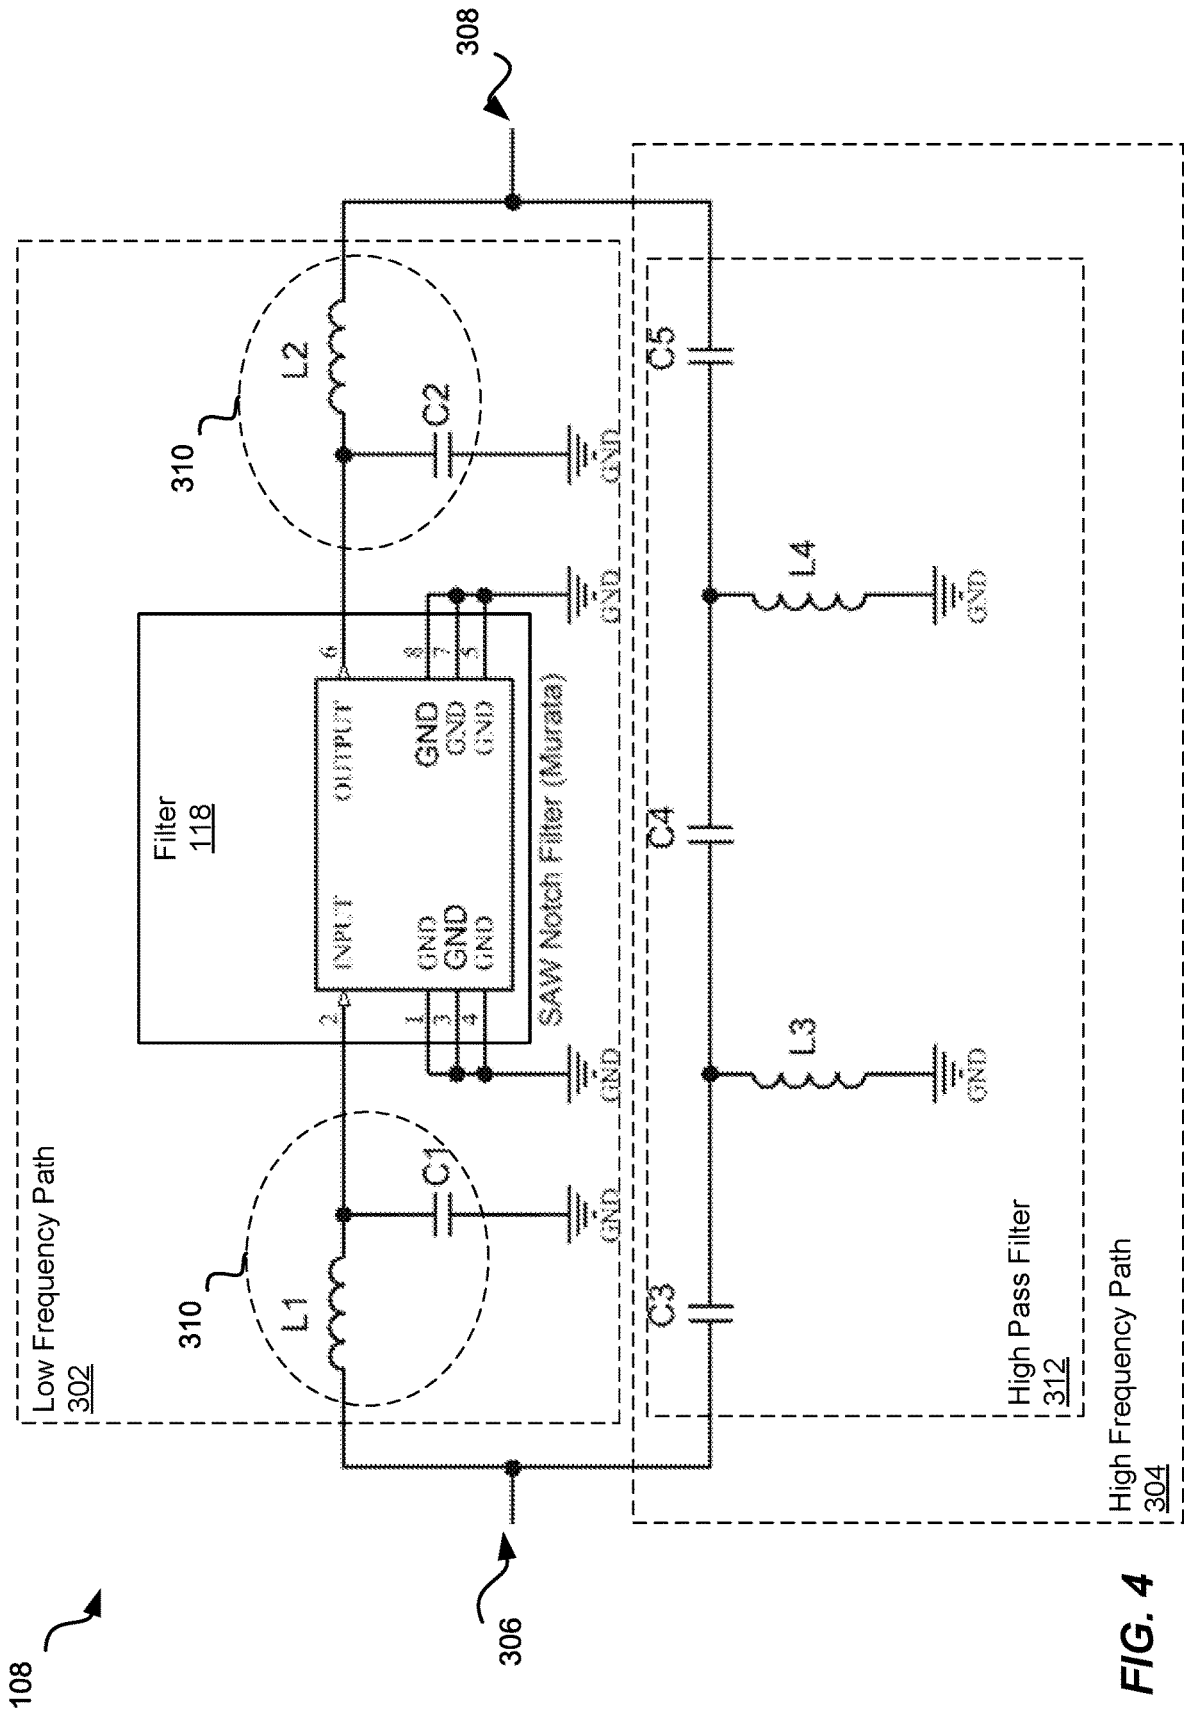 108
Low Frequency Path
302
310
L1
C1
GND
Filter
118
2
INPUT
OUTPUT
6
1
GND
GND
8
3
GND
GND
7
4
GND
GND
5
GND
GND
SAW Notch Filter (Murata)
310
L2
C2
GND
306
308
C3
C4
C5
L3
GND
L4
GND
High Pass Filter
312
High Frequency Path
304
FIG. 4